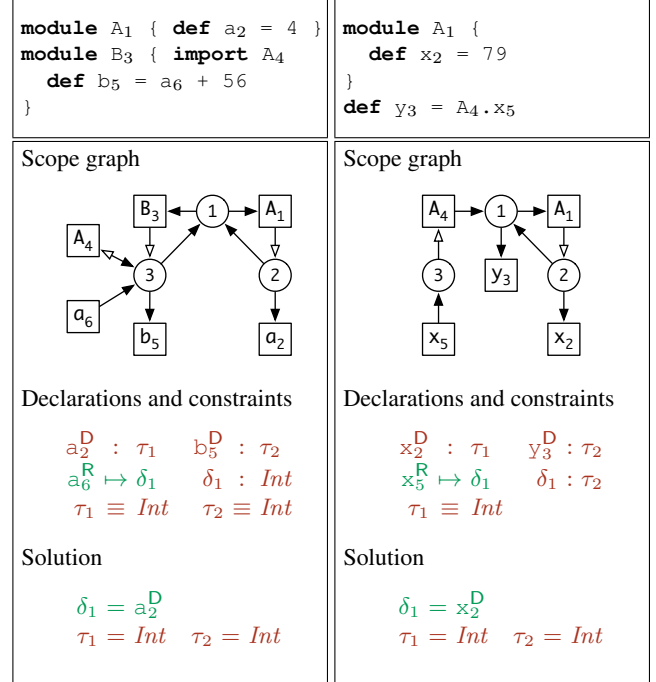 module A₁ { def a₂ = 4 }
module B₃ { import A₄
def b₅ = a₆ + 56
}
Scope graph
B₃ 1 A₁
A₄
3 2
a₆
b₅ a₂
Declarations and constraints
a₂ᴰ : τ₁ b₅ᴰ : τ₂
a₆ᴿ ↦ δ₁ δ₁ : Int
τ₁ ≡ Int τ₂ ≡ Int
Solution
δ₁ = a₂ᴰ
τ₁ = Int τ₂ = Int
module A₁ {
def x₂ = 79
}
def y₃ = A₄.x₅
Scope graph
A₄ 1 A₁
3 y₃ 2
x₅ x₂
Declarations and constraints
x₂ᴰ : τ₁ y₃ᴰ : τ₂
x₅ᴿ ↦ δ₁ δ₁ : τ₂
τ₁ ≡ Int
Solution
δ₁ = x₂ᴰ
τ₁ = Int τ₂ = Int